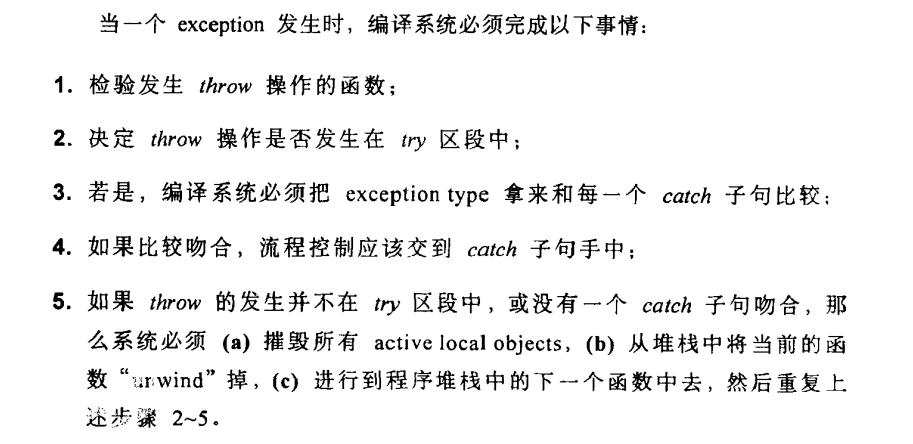 当一个 exception 发生时，编译系统必须完成以下事情：
1. 检验发生 throw 操作的函数；
2. 决定 throw 操作是否发生在 try 区段中；
3. 若是，编译系统必须把 exception type 拿来和每一个 catch 子句比较；
4. 如果比较吻合，流程控制应该交到 catch 子句手中；
5. 如果 throw 的发生并不在 try 区段中，或没有一个 catch 子句吻合，那
么系统必须 (a) 摧毁所有 active local objects，(b) 从堆栈中将当前的函
数“unwind”掉，(c) 进行到程序堆栈中的下一个函数中去，然后重复上
述步骤 2~5。